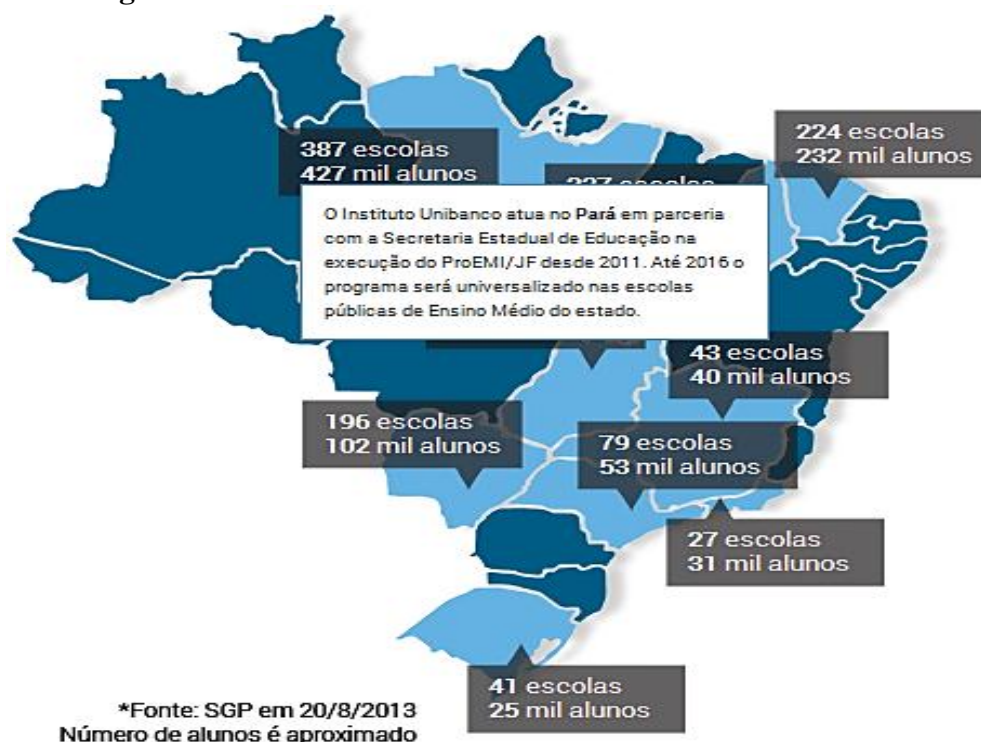 387 escolas
427 mil alunos
224 escolas
232 mil alunos
O Instituto Unibanco atua no Pará em parceria
com a Secretaria Estadual de Educação na
execução do ProEMI/JF desde 2011. Até 2016 o
programa será universalizado nas escolas
públicas de Ensino Médio do estado.
43 escolas
40 mil alunos
196 escolas
102 mil alunos
79 escolas
53 mil alunos
27 escolas
31 mil alunos
41 escolas
25 mil alunos
*Fonte: SGP em 20/8/2013
Número de alunos é aproximado